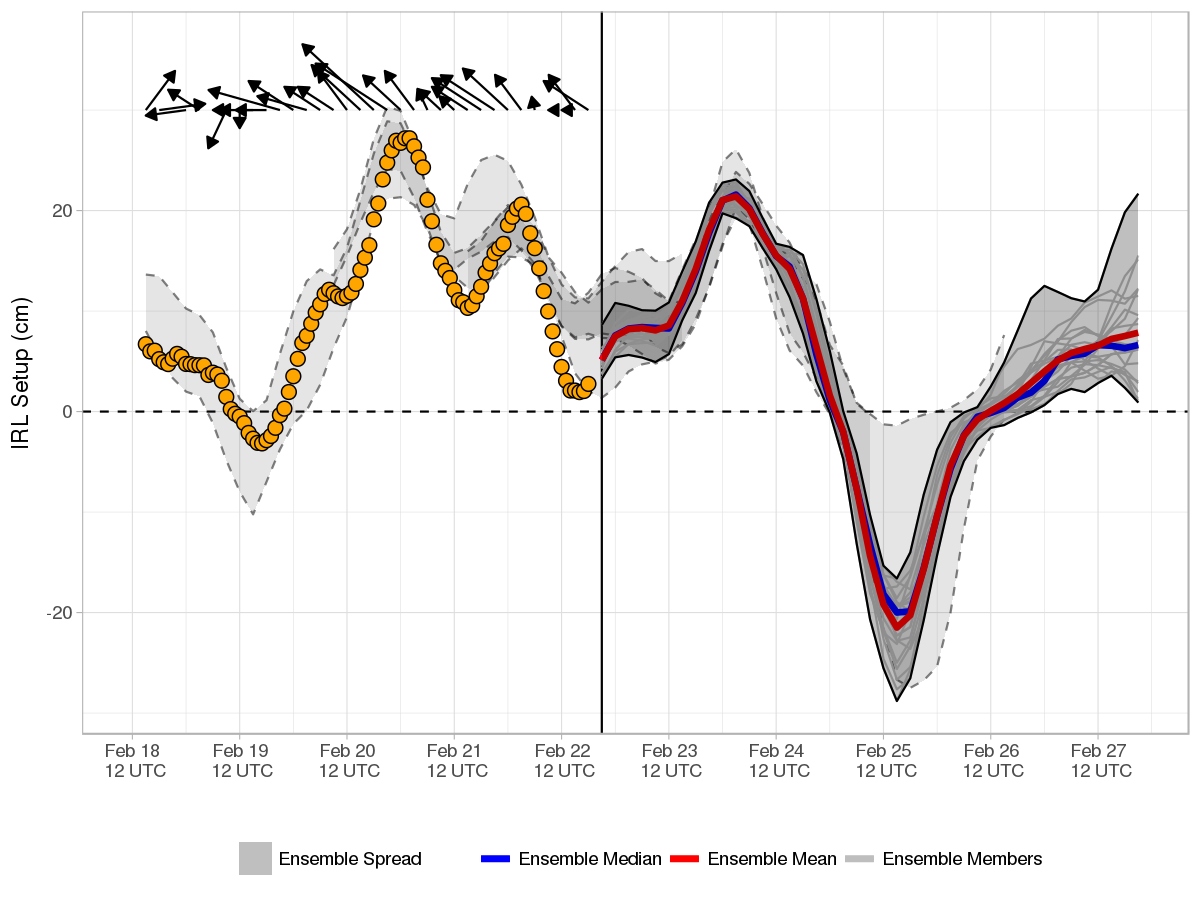 IRL Setup (cm)
20
0
-20
Feb 18 Feb 19 Feb 20 Feb 21 Feb 22 Feb 23 Feb 24 Feb 25 Feb 26 Feb 27
12 UTC 12 UTC 12 UTC 12 UTC 12 UTC 12 UTC 12 UTC 12 UTC 12 UTC 12 UTC
Ensemble Spread Ensemble Median Ensemble Mean Ensemble Members